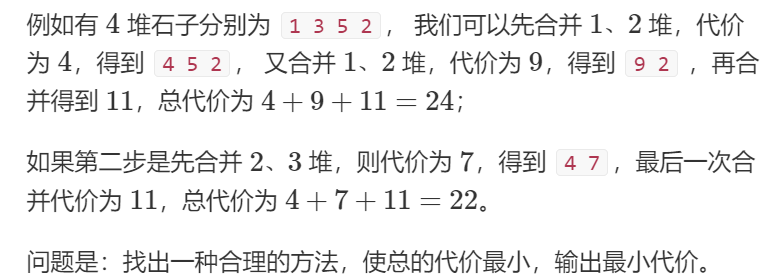 例如有 4 堆石子分别为 1 3 5 2 , 我们可以先合并 1、2 堆，代价
为 4，得到 4 5 2 , 又合并 1、2 堆，代价为 9，得到 9 2 ，再合
并得到 11，总代价为 4 + 9 + 11 = 24；
如果第二步是先合并 2、3 堆，则代价为 7，得到 4 7 ，最后一次合
并代价为 11，总代价为 4 + 7 + 11 = 22。
问题是：找出一种合理的方法，使总的代价最小，输出最小代价。